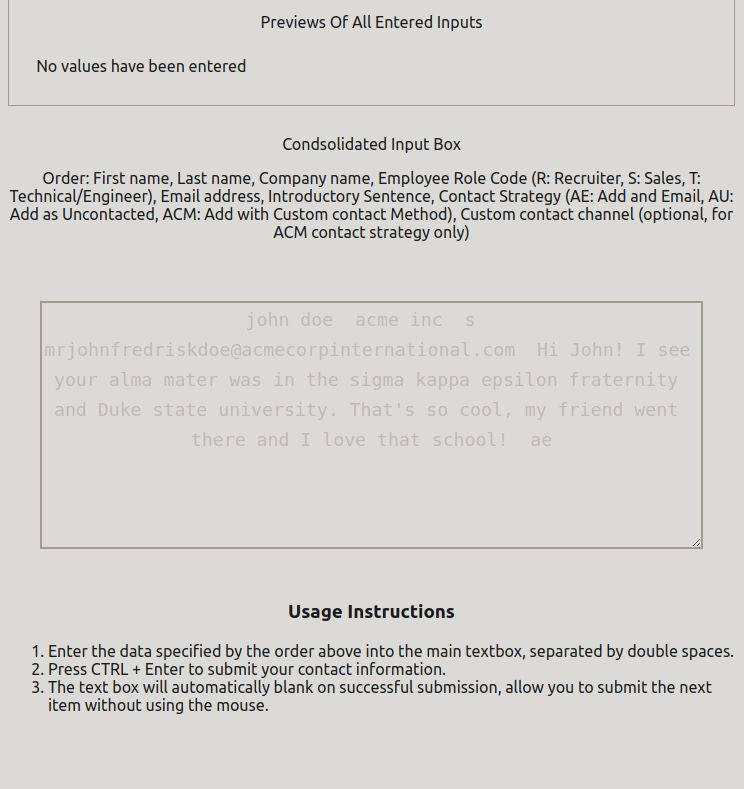 Previews Of All Entered Inputs
No values have been entered
Condsolidated Input Box
Order: First name, Last name, Company name, Employee Role Code (R: Recruiter, S: Sales, T:
Technical/Engineer), Email address, Introductory Sentence, Contact Strategy (AE: Add and Email, AU:
Add as Uncontacted, ACM: Add with Custom contact Method), Custom contact channel (optional, for
ACM contact strategy only)
john doe  acme inc  s
mrjohnfredriskdoe@acmecorpinternational.com  Hi John! I see
your alma mater was in the sigma kappa epsilon fraternity
and Duke state university. That's so cool, my friend went
there and I love that school!  ae
Usage Instructions
1. Enter the data specified by the order above into the main textbox, separated by double spaces.
2. Press CTRL + Enter to submit your contact information.
3. The text box will automatically blank on successful submission, allow you to submit the next
item without using the mouse.